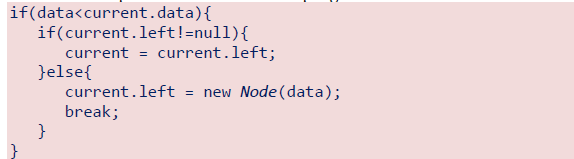 if(data<current.data){
   if(current.left!=null){
      current = current.left;
   }else{
      current.left = new Node(data);
      break;
   }
}